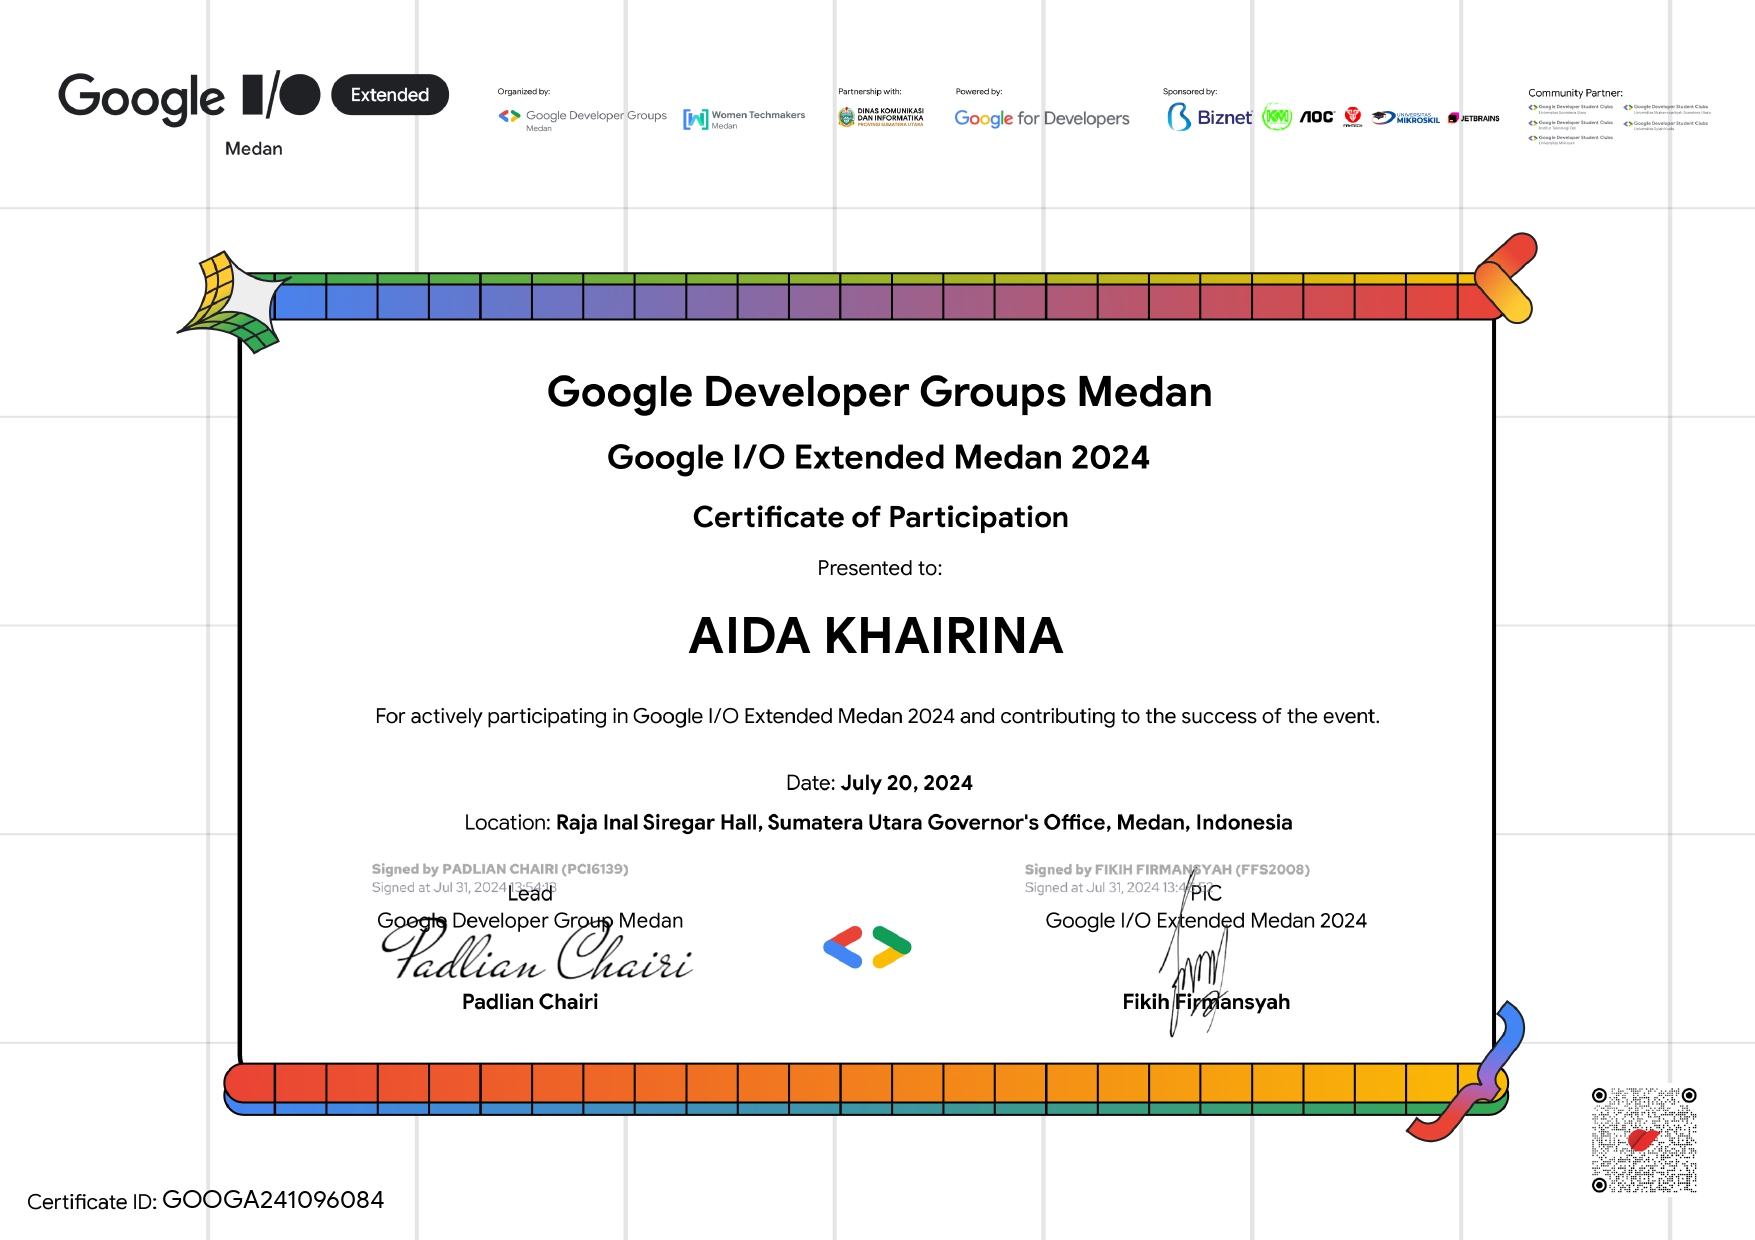 Google I/O Extended
Medan
Organized by:
Google Developer Groups
Medan
Women Techmakers
Medan
Partnership with:
DINAS KOMUNIKASI
DAN INFORMATIKA
PROVINSI SUMATERA UTARA
Powered by:
Google for Developers
Sponsored by:
Biznet
AOC
UNIVERSITAS
MIKROSKIL
JETBRAINS
Community Partner:
Google Developer Student Clubs
Google Developer Student Clubs
Google Developer Student Clubs
Google Developer Student Clubs
Google Developer Student Clubs
Google Developer Groups Medan
Google I/O Extended Medan 2024
Certificate of Participation
Presented to:
AIDA KHAIRINA
For actively participating in Google I/O Extended Medan 2024 and contributing to the success of the event.
Date: July 20, 2024
Location: Raja Inal Siregar Hall, Sumatera Utara Governor's Office, Medan, Indonesia
Signed by PADLIAN CHAIRI (PCI6139)
Signed at Jul 31, 2024 13:54:13
Lead
Google Developer Group Medan
Padlian Chairi
Padlian Chairi
Signed by FIKIH FIRMANSYAH (FFS2008)
Signed at Jul 31, 2024
PIC
Google I/O Extended Medan 2024
Fikih Firmansyah
Certificate ID: GOOGA241096084